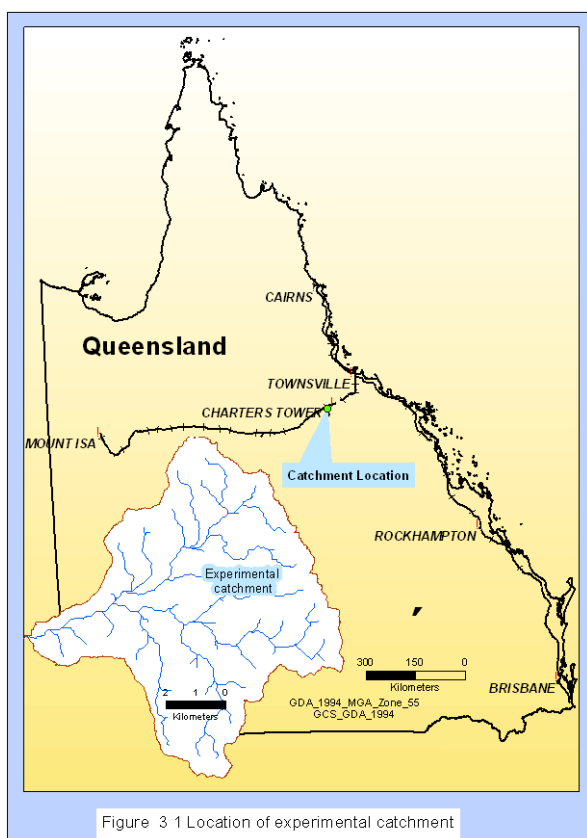 CAIRNS
Queensland
TOWNSVILLE
CHARTERS TOWER
MOUNT ISA
Catchment Location
ROCKHAMPTON
Experimental
catchment
300 150 0
Kilometers
BRISBANE
2 1 0
Kilometers
GDA_1994_MGA_Zone_55
GCS_GDA_1994
Figure 3 1 Location of experimental catchment